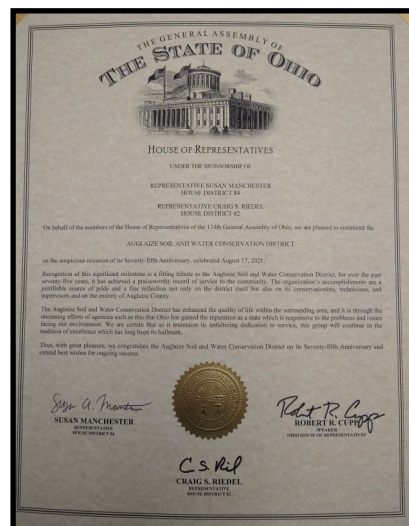 THE GENERAL ASSEMBLY OF
THE STATE OF OHIO
HOUSE OF REPRESENTATIVES
UNDER THE SPONSORSHIP OF
REPRESENTATIVE SUSAN MANCHESTER
HOUSE DISTRICT 84
REPRESENTATIVE CRAIG S. RIEDEL
HOUSE DISTRICT 82
On behalf of the members of the House of Representatives of the 134th General Assembly of Ohio, we are pleased to commend the
AUGLAIZE SOIL AND WATER CONSERVATION DISTRICT
on the auspicious occasion of its Seventy-fifth Anniversary, celebrated August 17, 2021.
Recognition of this significant milestone is a fitting tribute to the Auglaize Soil and Water Conservation District, for over the past
seventy-five years, it has achieved a praiseworthy record of service to the community. The organization's accomplishments are a
justifiable source of pride and a fine reflection not only on the district itself but also on its conservationists, technicians, and
supervisors and on the entirety of Auglaize County.
The Auglaize Soil and Water Conservation District has enhanced the quality of life within the surrounding area, and it is through the
unceasing efforts of agencies such as this that Ohio has gained the reputation as a state which is responsive to the problems and issues
facing our environment. We are certain that as it maintains its unfaltering dedication to service, this group will continue in the
tradition of excellence which has long been its hallmark.
Thus, with great pleasure, we congratulate the Auglaize Soil and Water Conservation District on its Seventy-fifth Anniversary and
extend best wishes for ongoing success.
SUSAN MANCHESTER
REPRESENTATIVE
HOUSE DISTRICT 84
Robert R. Cupp
ROBERT R. CUPP
SPEAKER
OHIO HOUSE OF REPRESENTATIVES
CRAIG S. RIEDEL
REPRESENTATIVE
HOUSE DISTRICT 82